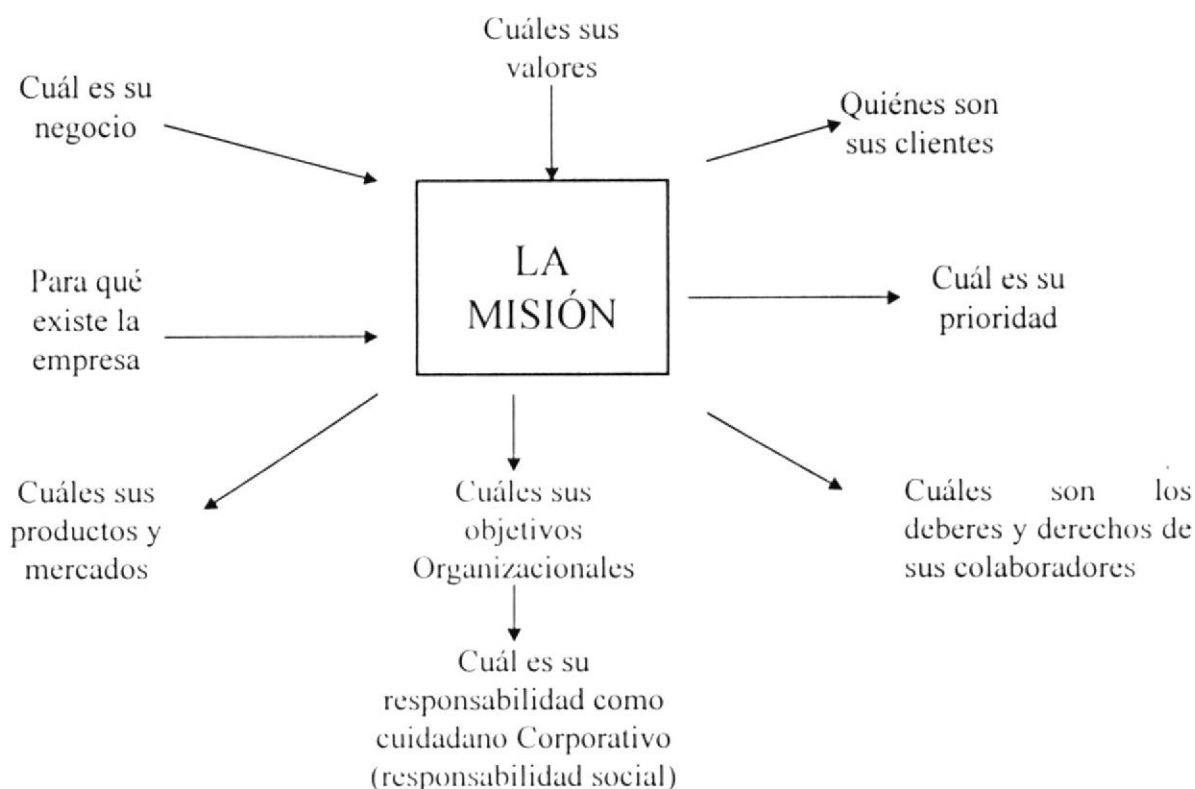 Cuáles sus
valores
Cuál es su
negocio
Quiénes son
sus clientes
LA
MISIÓN
Para qué
existe la
empresa
Cuál es su
prioridad
Cuáles sus
productos y
mercados
Cuáles sus
objetivos
Organizacionales
Cuáles son los
deberes y derechos de
sus colaboradores
Cuál es su
responsabilidad como
cuidadano Corporativo
(responsabilidad social)